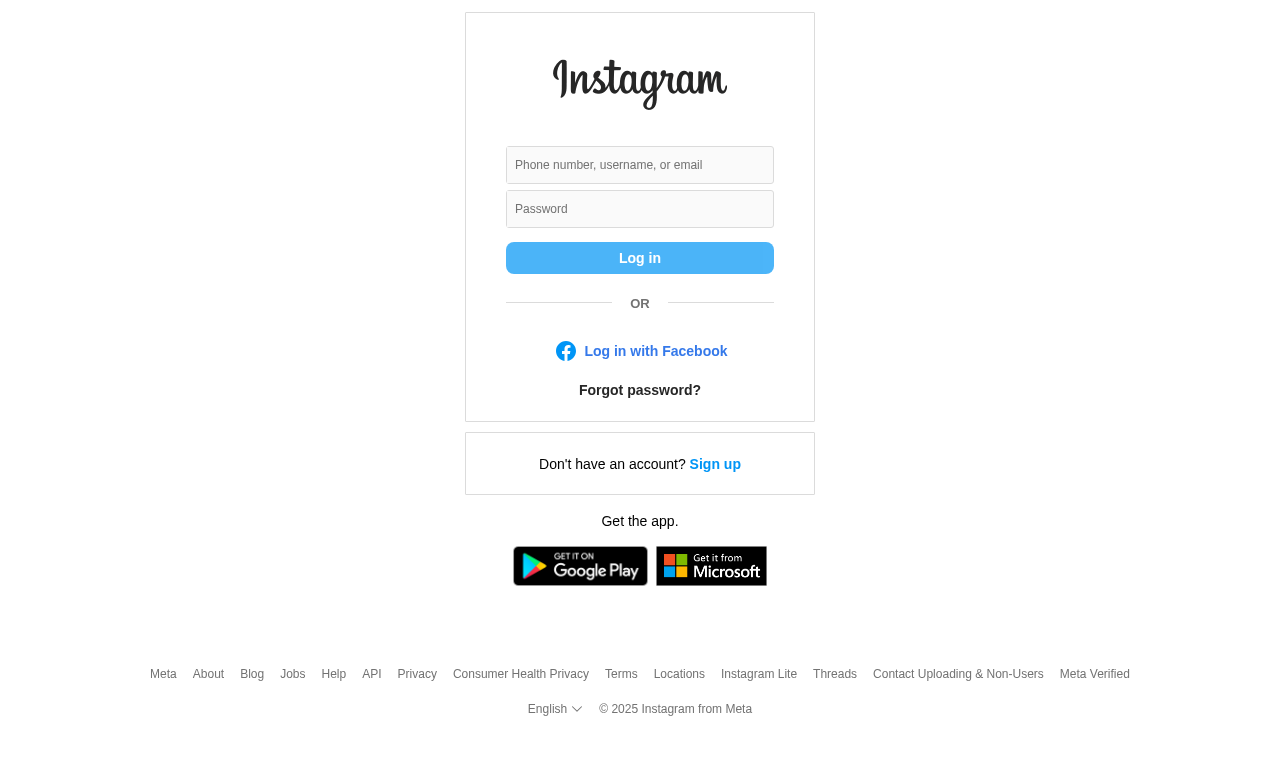 Instagram
Phone number, username, or email
Password
Log in
OR
Log in with Facebook
Forgot password?
Don't have an account? Sign up
Get the app.
GET IT ON
Google Play
Get it from
Microsoft
Meta About Blog Jobs Help API Privacy Consumer Health Privacy Terms Locations Instagram Lite Threads Contact Uploading & Non-Users Meta Verified
English © 2025 Instagram from Meta